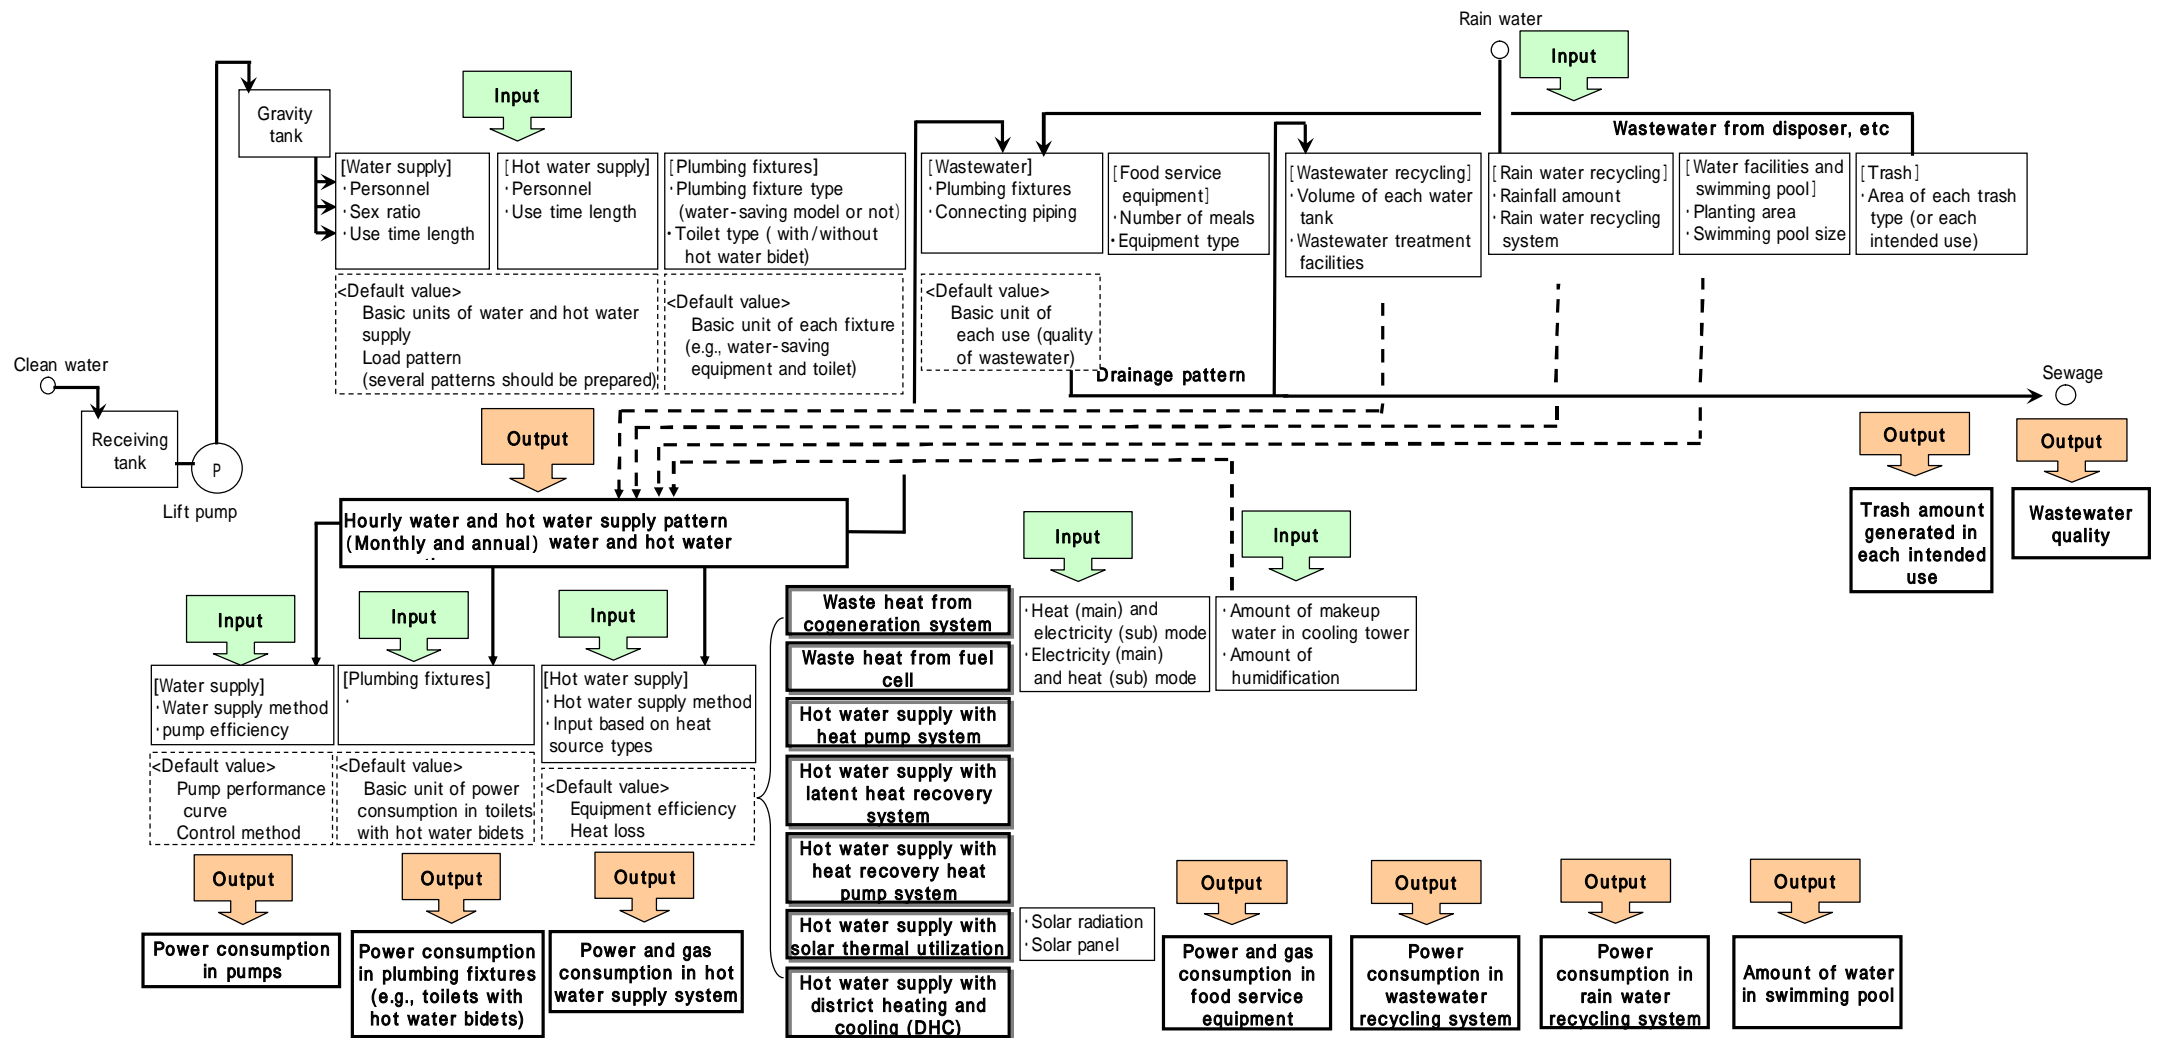 Rain water
Input
Gravity
tank
Input
Wastewater from disposer, etc
[Water supply]
·Personnel
·Sex ratio
·Use time length
[Hot water supply]
·Personnel
·Use time length
[Plumbing fixtures]
·Plumbing fixture type
(water-saving model or not)
·Toilet type ( with/without
hot water bidet)
[Wastewater]
·Plumbing fixtures
·Connecting piping
[Food service
equipment]
·Number of meals
·Equipment type
[Wastewater recycling]
·Volume of each water
tank
·Wastewater treatment
facilities
[Rain water recycling]
·Rainfall amount
·Rain water recycling
system
[Water facilities and
swimming pool]
·Planting area
·Swimming pool size
[Trash]
·Area of each trash
type (or each
intended use)
<Default value>
Basic units of water and hot water
supply
Load pattern
(several patterns should be prepared)
<Default value>
Basic unit of each fixture
(e.g., water-saving
equipment and toilet)
<Default value>
Basic unit of
each use (quality
of wastewater)
Drainage pattern
Clean water
Sewage
Receiving
tank
P
Lift pump
Output
Output
Output
Hourly water and hot water supply pattern
(Monthly and annual) water and hot water
Trash amount
generated in
each intended
use
Wastewater
quality
Input
Input
Input
Input
Input
Waste heat from
cogeneration system
Waste heat from fuel
cell
Hot water supply with
heat pump system
Hot water supply with
latent heat recovery
system
Hot water supply with
heat recovery heat
pump system
Hot water supply with
solar thermal utilization
Hot water supply with
district heating and
cooling (DHC)
·Heat (main) and
electricity (sub) mode
·Electricity (main)
and heat (sub) mode
·Amount of makeup
water in cooling tower
·Amount of
humidification
[Water supply]
·Water supply method
·pump efficiency
[Plumbing fixtures]
·
[Hot water supply]
·Hot water supply method
·Input based on heat
source types
<Default value>
Pump performance
curve
Control method
<Default value>
Basic unit of power
consumption in toilets
with hot water bidets
<Default value>
Equipment efficiency
Heat loss
·Solar radiation
·Solar panel
Output
Output
Output
Output
Output
Output
Output
Power consumption
in pumps
Power consumption
in plumbing fixtures
(e.g., toilets with
hot water bidets)
Power and gas
consumption in hot
water supply system
Power and gas
consumption in
food service
equipment
Power
consumption in
wastewater
recycling system
Power
consumption in
rain water
recycling system
Amount of water
in swimming pool